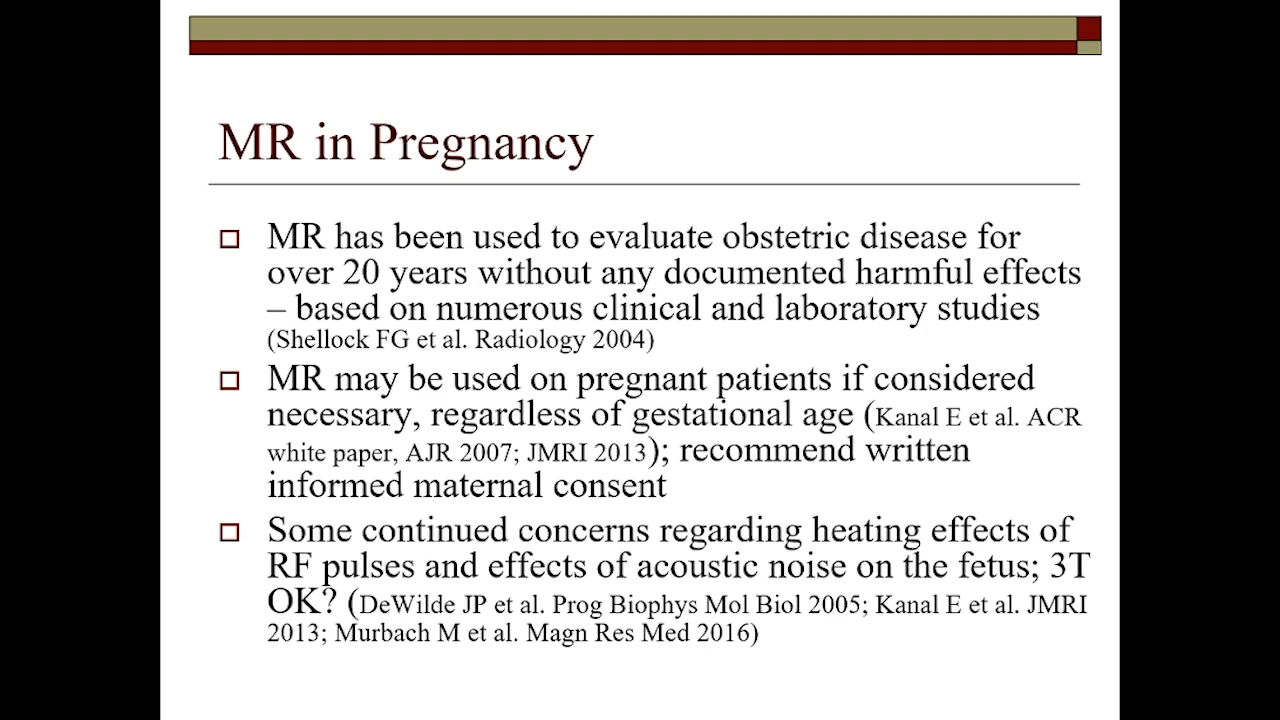 MR in Pregnancy
MR has been used to evaluate obstetric disease for
over 20 years without any documented harmful effects
– based on numerous clinical and laboratory studies
(Shellock FG et al. Radiology 2004)
MR may be used on pregnant patients if considered
necessary, regardless of gestational age (Kanal E et al. ACR
white paper, AJR 2007; JMRI 2013); recommend written
informed maternal consent
Some continued concerns regarding heating effects of
RF pulses and effects of acoustic noise on the fetus; 3T
OK? (DeWilde JP et al. Prog Biophys Mol Biol 2005; Kanal E et al. JMRI
2013; Murbach M et al. Magn Res Med 2016)